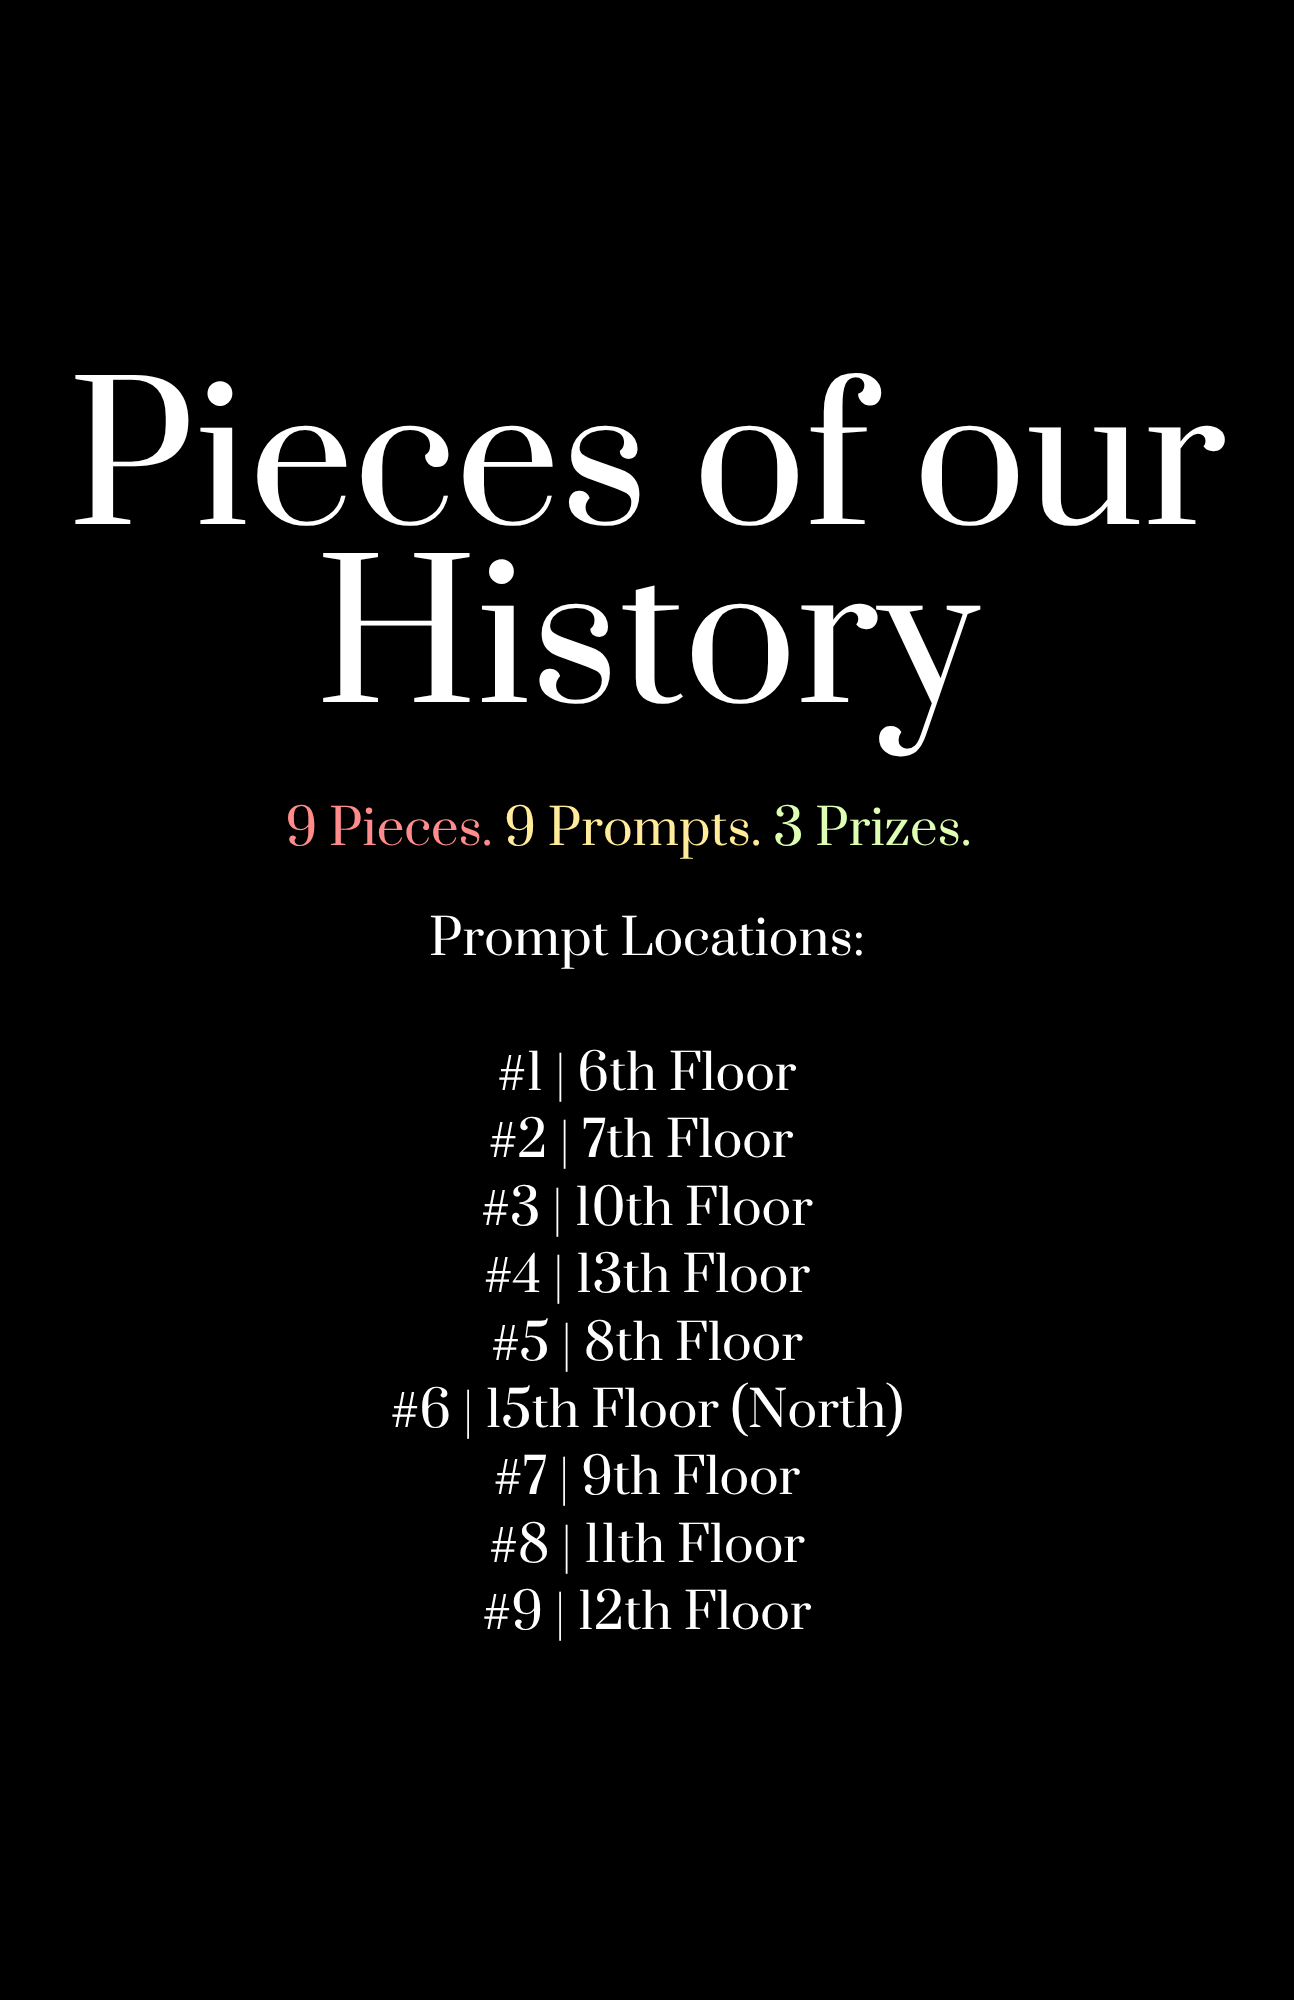 Pieces of our
History
9 Pieces. 9 Prompts. 3 Prizes.
Prompt Locations:
#1 | 6th Floor
#2 | 7th Floor
#3 | 10th Floor
#4 | 13th Floor
#5 | 8th Floor
#6 | 15th Floor (North)
#7 | 9th Floor
#8 | 11th Floor
#9 | 12th Floor